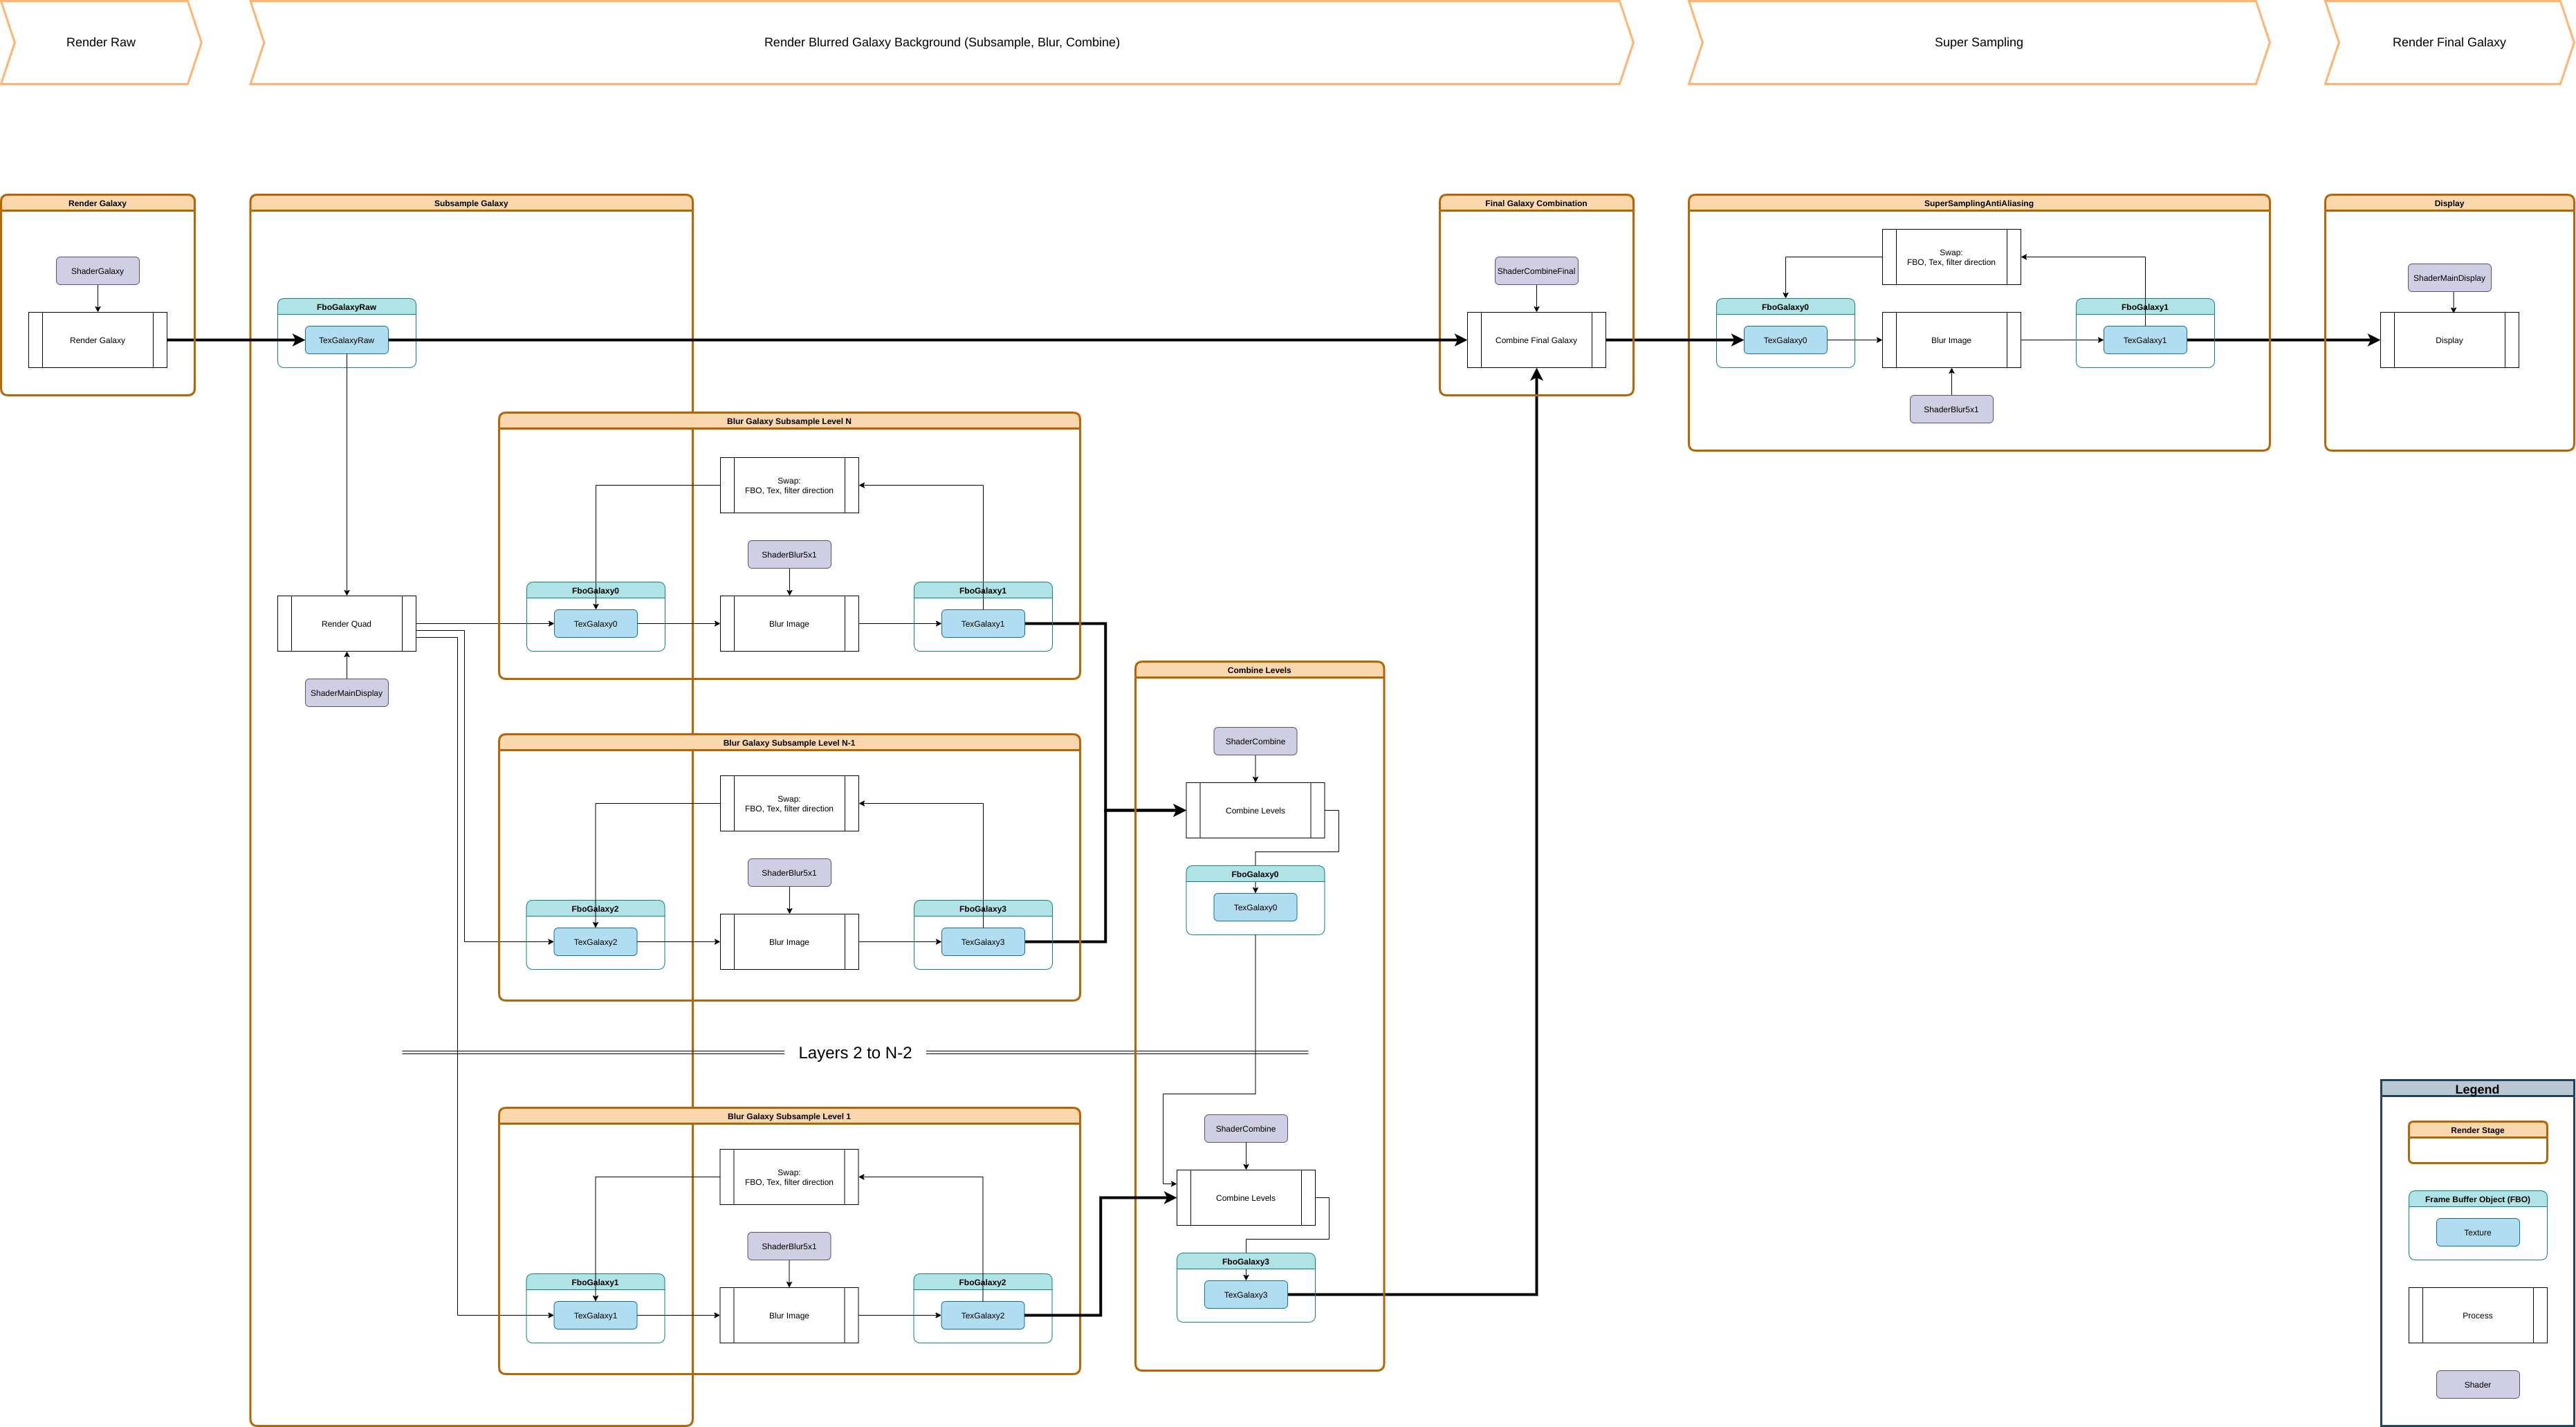 Render Raw
Render Blurred Galaxy Background (Subsample, Blur, Combine)
Super Sampling
Render Final Galaxy
Render Galaxy
ShaderGalaxy
Render Galaxy
Subsample Galaxy
FboGalaxyRaw
TexGalaxyRaw
Render Quad
ShaderMainDisplay
Blur Galaxy Subsample Level N
Swap:
FBO, Tex, filter direction
ShaderBlur5x1
FboGalaxy0
TexGalaxy0
Blur Image
FboGalaxy1
TexGalaxy1
Blur Galaxy Subsample Level N-1
Swap:
FBO, Tex, filter direction
ShaderBlur5x1
FboGalaxy2
TexGalaxy2
Blur Image
FboGalaxy3
TexGalaxy3
Layers 2 to N-2
Blur Galaxy Subsample Level 1
Swap:
FBO, Tex, filter direction
ShaderBlur5x1
FboGalaxy1
TexGalaxy1
Blur Image
FboGalaxy2
TexGalaxy2
Combine Levels
ShaderCombine
Combine Levels
FboGalaxy0
TexGalaxy0
ShaderCombine
Combine Levels
FboGalaxy3
TexGalaxy3
Final Galaxy Combination
ShaderCombineFinal
Combine Final Galaxy
SuperSamplingAntiAliasing
Swap:
FBO, Tex, filter direction
FboGalaxy0
TexGalaxy0
Blur Image
FboGalaxy1
TexGalaxy1
ShaderBlur5x1
Display
ShaderMainDisplay
Display
Legend
Render Stage
Frame Buffer Object (FBO)
Texture
Process
Shader